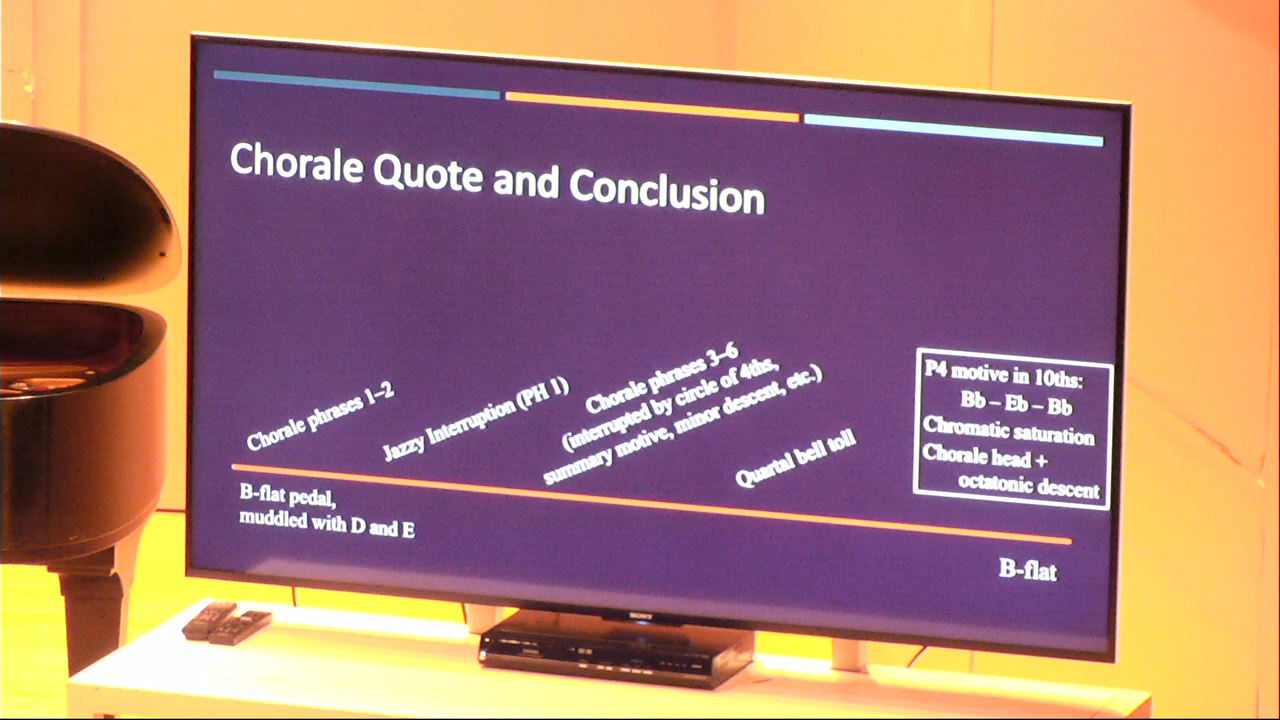 Chorale Quote and Conclusion
Chorale phrases 1–2
Jazzy Interruption (PH 1)
Chorale phrases 3–6
(interrupted by circle of 4ths,
summary motive, minor descent, etc.)
Quartal bell toll
P4 motive in 10ths:
Bb – Eb – Bb
Chromatic saturation
Chorale head +
octatonic descent
B-flat pedal,
muddled with D and E
B-flat
SONY